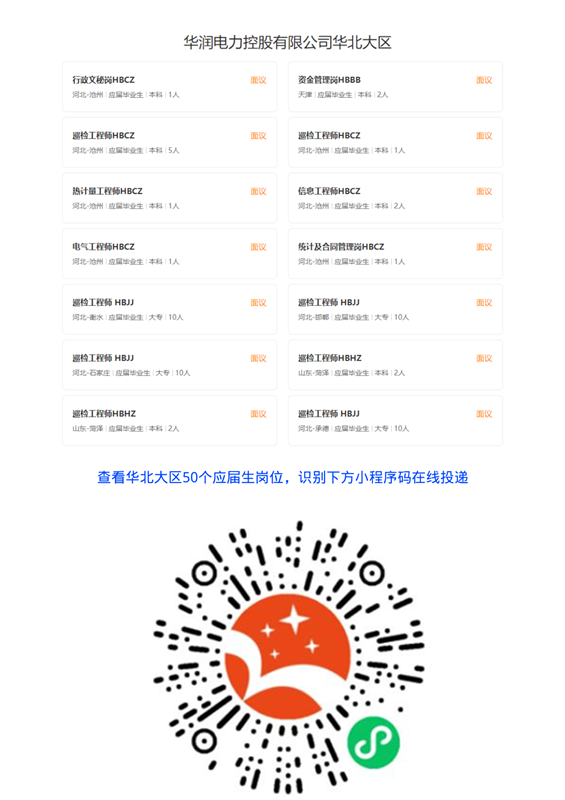 华润电力控股有限公司华北大区
行政文秘岗HBCZ 面议
河北-沧州 | 应届毕业生 | 本科 | 1人
资金管理岗HBBB 面议
天津 | 应届毕业生 | 本科 | 2人
巡检工程师HBCZ 面议
河北-沧州 | 应届毕业生 | 本科 | 5人
巡检工程师HBCZ 面议
河北-沧州 | 应届毕业生 | 本科 | 1人
热计量工程师HBCZ 面议
河北-沧州 | 应届毕业生 | 本科 | 1人
信息工程师HBCZ 面议
河北-沧州 | 应届毕业生 | 本科 | 2人
电气工程师HBCZ 面议
河北-沧州 | 应届毕业生 | 本科 | 1人
统计及合同管理岗HBCZ 面议
河北-沧州 | 应届毕业生 | 本科 | 1人
巡检工程师 HBJJ 面议
河北-衡水 | 应届毕业生 | 大专 | 10人
巡检工程师 HBJJ 面议
河北-邯郸 | 应届毕业生 | 大专 | 10人
巡检工程师 HBJJ 面议
河北-石家庄 | 应届毕业生 | 大专 | 10人
巡检工程师HBHZ 面议
山东-菏泽 | 应届毕业生 | 本科 | 2人
巡检工程师HBHZ 面议
山东-菏泽 | 应届毕业生 | 本科 | 2人
巡检工程师 HBJJ 面议
河北-承德 | 应届毕业生 | 大专 | 10人
查看华北大区50个应届生岗位，识别下方小程序码在线投递